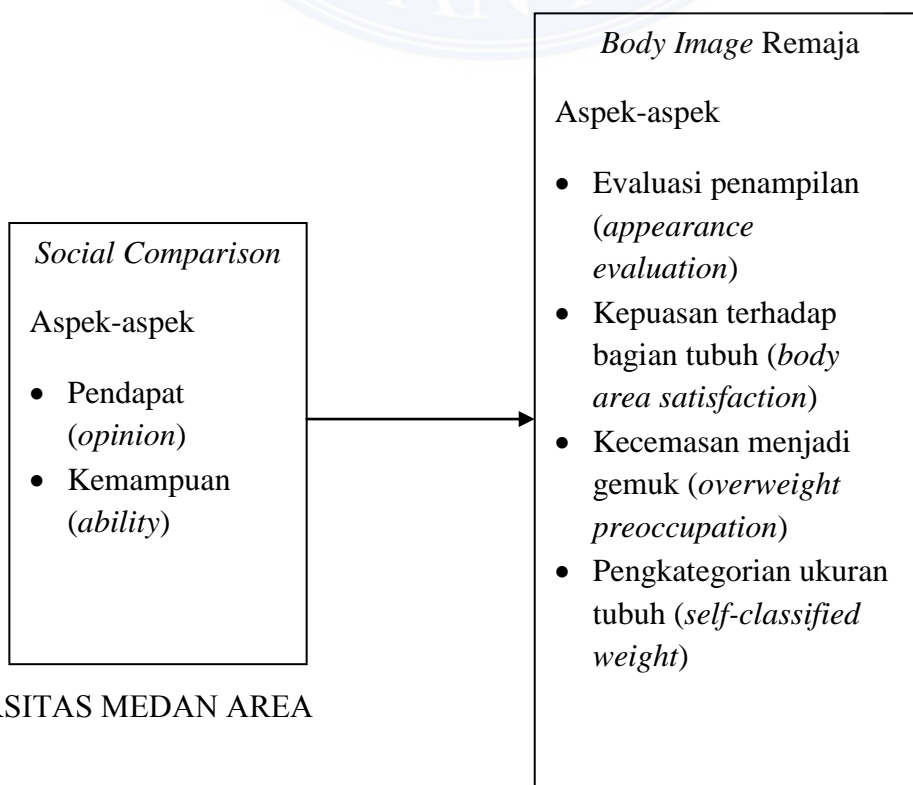 Social Comparison
Aspek-aspek
• Pendapat
(opinion)
• Kemampuan
(ability)
Body Image Remaja
Aspek-aspek
• Evaluasi penampilan
(appearance
evaluation)
• Kepuasan terhadap
bagian tubuh (body
area satisfaction)
• Kecemasan menjadi
gemuk (overweight
preoccupation)
• Pengkategorian ukuran
tubuh (self-classified
weight)
MEDAN AREA